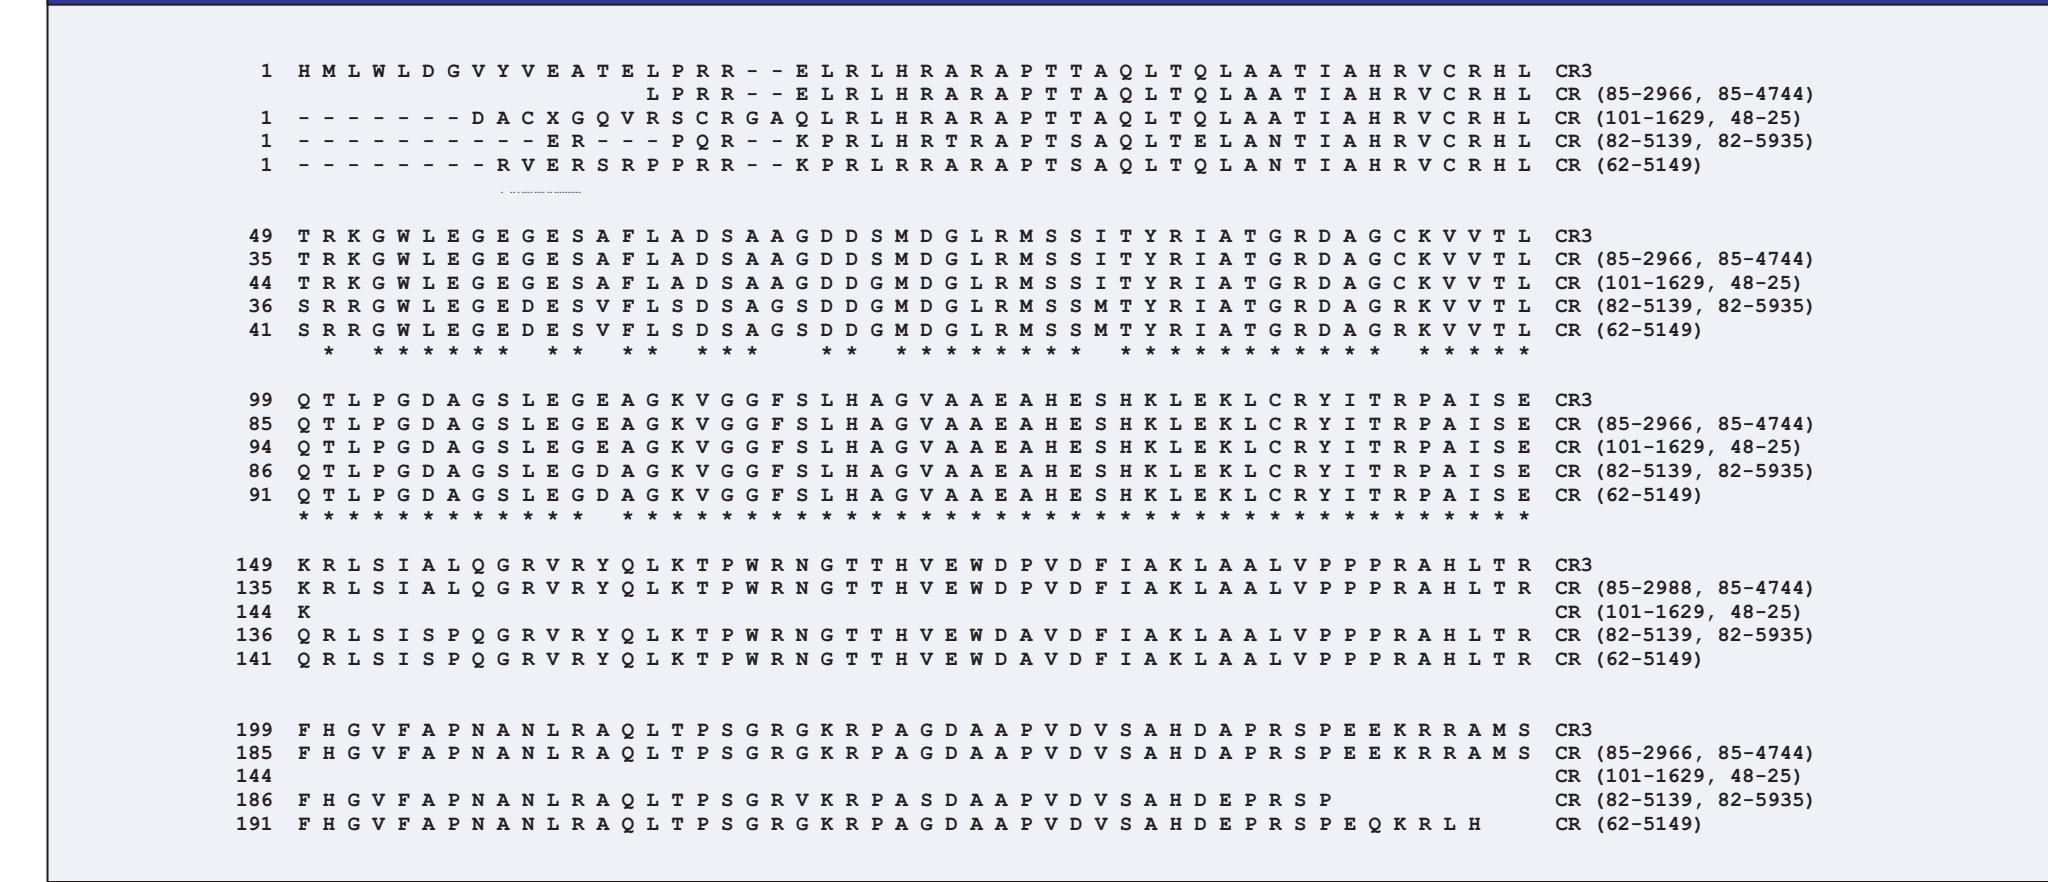 1 H M L W L D G V Y V E A T E L P R R - - E L R L H R A R A P T T A Q L T Q L A A T I A H R V C R H L CR3
L P R R - - E L R L H R A R A P T T A Q L T Q L A A T I A H R V C R H L CR (85-2966, 85-4744)
1 - - - - - - - D A C X G Q V R S C R G A Q L R L H R A R A P T T A Q L T Q L A A T I A H R V C R H L CR (101-1629, 48-25)
1 - - - - - - - - - - E R - - - P Q R - - K P R L H R T R A P T S A Q L T E L A N T I A H R V C R H L CR (82-5139, 82-5935)
1 - - - - - - - - R V E R S R P P R R - - K P R L R R A R A P T S A Q L T Q L A N T I A H R V C R H L CR (62-5149)
49 T R K G W L E G E G E S A F L A D S A A G D D S M D G L R M S S I T Y R I A T G R D A G C K V V T L CR3
35 T R K G W L E G E G E S A F L A D S A A G D D S M D G L R M S S I T Y R I A T G R D A G C K V V T L CR (85-2966, 85-4744)
44 T R K G W L E G E G E S A F L A D S A A G D D G M D G L R M S S I T Y R I A T G R D A G C K V V T L CR (101-1629, 48-25)
36 S R R G W L E G E D E S V F L S D S A G S D D G M D G L R M S S M T Y R I A T G R D A G R K V V T L CR (82-5139, 82-5935)
41 S R R G W L E G E D E S V F L S D S A G S D D G M D G L R M S S M T Y R I A T G R D A G R K V V T L CR (62-5149)
* * * * * * * * * * * * * * * * * * * * * * * * * * * * * * * * * * * * * *
99 Q T L P G D A G S L E G E A G K V G G F S L H A G V A A E A H E S H K L E K L C R Y I T R P A I S E CR3
85 Q T L P G D A G S L E G E A G K V G G F S L H A G V A A E A H E S H K L E K L C R Y I T R P A I S E CR (85-2966, 85-4744)
94 Q T L P G D A G S L E G E A G K V G G F S L H A G V A A E A H E S H K L E K L C R Y I T R P A I S E CR (101-1629, 48-25)
86 Q T L P G D A G S L E G D A G K V G G F S L H A G V A A E A H E S H K L E K L C R Y I T R P A I S E CR (82-5139, 82-5935)
91 Q T L P G D A G S L E G D A G K V G G F S L H A G V A A E A H E S H K L E K L C R Y I T R P A I S E CR (62-5149)
* * * * * * * * * * * * * * * * * * * * * * * * * * * * * * * * * * * * * * * * * * * * * * * * *
149 K R L S I A L Q G R V R Y Q L K T P W R N G T T H V E W D P V D F I A K L A A L V P P P R A H L T R CR3
135 K R L S I A L Q G R V R Y Q L K T P W R N G T T H V E W D P V D F I A K L A A L V P P P R A H L T R CR (85-2988, 85-4744)
144 K CR (101-1629, 48-25)
136 Q R L S I S P Q G R V R Y Q L K T P W R N G T T H V E W D A V D F I A K L A A L V P P P R A H L T R CR (82-5139, 82-5935)
141 Q R L S I S P Q G R V R Y Q L K T P W R N G T T H V E W D A V D F I A K L A A L V P P P R A H L T R CR (62-5149)
199 F H G V F A P N A N L R A Q L T P S G R G K R P A G D A A P V D V S A H D A P R S P E E K R R A M S CR3
185 F H G V F A P N A N L R A Q L T P S G R G K R P A G D A A P V D V S A H D A P R S P E E K R R A M S CR (85-2966, 85-4744)
144 CR (101-1629, 48-25)
186 F H G V F A P N A N L R A Q L T P S G R V K R P A S D A A P V D V S A H D E P R S P CR (82-5139, 82-5935)
191 F H G V F A P N A N L R A Q L T P S G R G K R P A G D A A P V D V S A H D E P R S P E Q K R L H CR (62-5149)